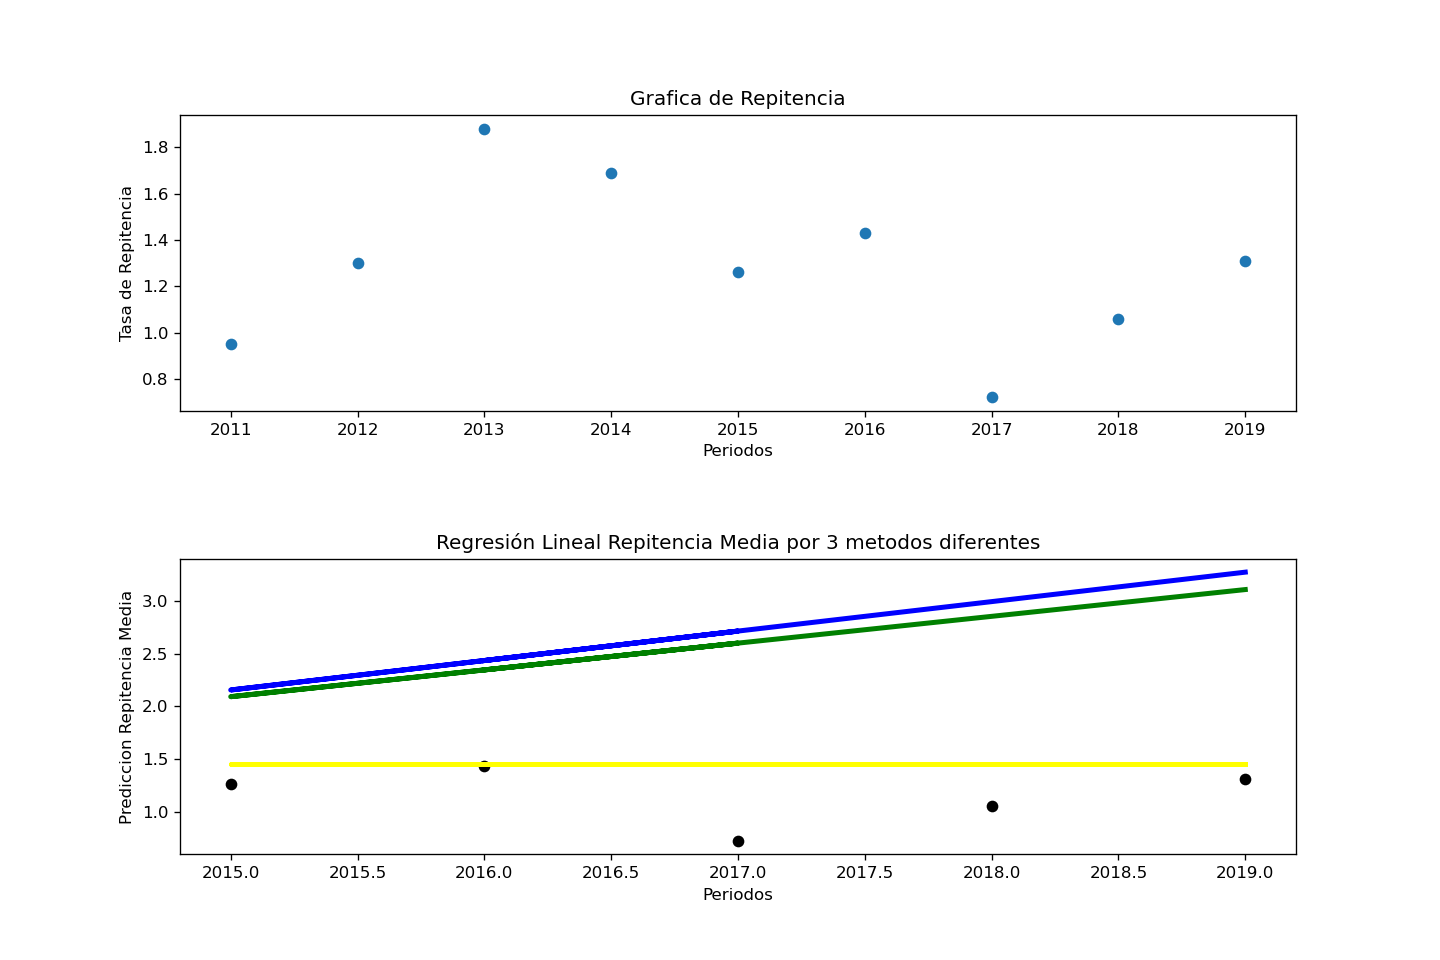 Grafica de Repitencia
Tasa de Repitencia
1.8
1.6
1.4
1.2
1.0
0.8
2011 2012 2013 2014 2015 2016 2017 2018 2019
Periodos
Regresión Lineal Repitencia Media por 3 metodos diferentes
Prediccion Repitencia Media
3.0
2.5
2.0
1.5
1.0
2015.0 2015.5 2016.0 2016.5 2017.0 2017.5 2018.0 2018.5 2019.0
Periodos